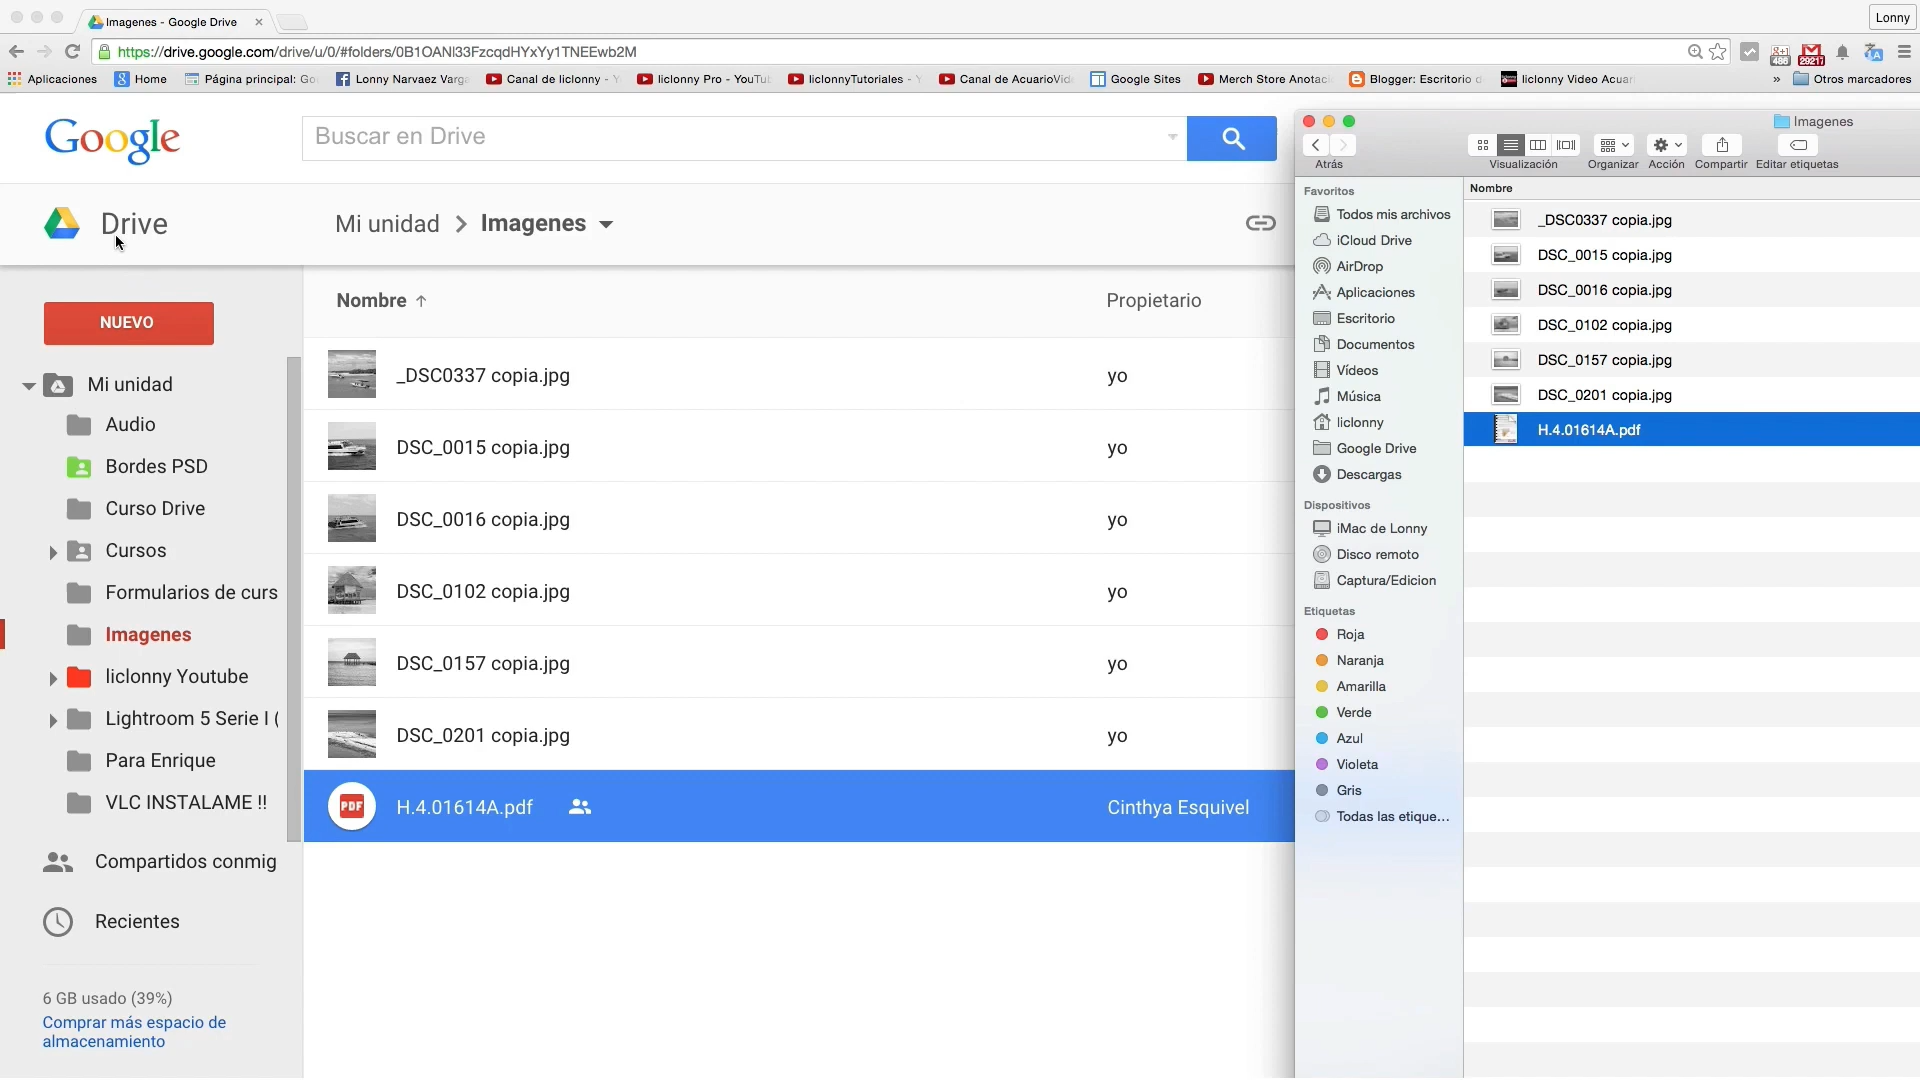 Imagenes - Google Drive
Lonny
https://drive.google.com/drive/u/0/#folders/0B1OANl33FzcqdHYxYy1TNEEwb2M
486
29217
Aplicaciones
Home
Página principal: Go
Lonny Narvaez Varga
Canal de liclonny - Y
liclonny Pro - YouTu
liclonnyTutoriales - Y
Canal de AcuarioVid
Google Sites
Merch Store Anotac
Blogger: Escritorio d
liclonny Video Acuar
»
Otros marcadores
Google
Buscar en Drive
Drive
Mi unidad
Imagenes
NUEVO
Mi unidad
Audio
Bordes PSD
Curso Drive
Cursos
Formularios de curs
Imagenes
liclonny Youtube
Lightroom 5 Serie I (
Para Enrique
VLC INSTALAME !!
Compartidos conmig
Recientes
6 GB usado (39%)
Comprar más espacio de
almacenamiento
Nombre ↑
Propietario
_DSC0337 copia.jpg
yo
DSC_0015 copia.jpg
yo
DSC_0016 copia.jpg
yo
DSC_0102 copia.jpg
yo
DSC_0157 copia.jpg
yo
DSC_0201 copia.jpg
yo
PDF
H.4.01614A.pdf
Cinthya Esquivel
Imagenes
Atrás
Visualización
Organizar
Acción
Compartir
Editar etiquetas
Favoritos
Todos mis archivos
iCloud Drive
AirDrop
Aplicaciones
Escritorio
Documentos
Vídeos
Música
liclonny
Google Drive
Descargas
Dispositivos
iMac de Lonny
Disco remoto
Captura/Edicion
Etiquetas
Roja
Naranja
Amarilla
Verde
Azul
Violeta
Gris
Todas las etique...
Nombre
_DSC0337 copia.jpg
DSC_0015 copia.jpg
DSC_0016 copia.jpg
DSC_0102 copia.jpg
DSC_0157 copia.jpg
DSC_0201 copia.jpg
H.4.01614A.pdf